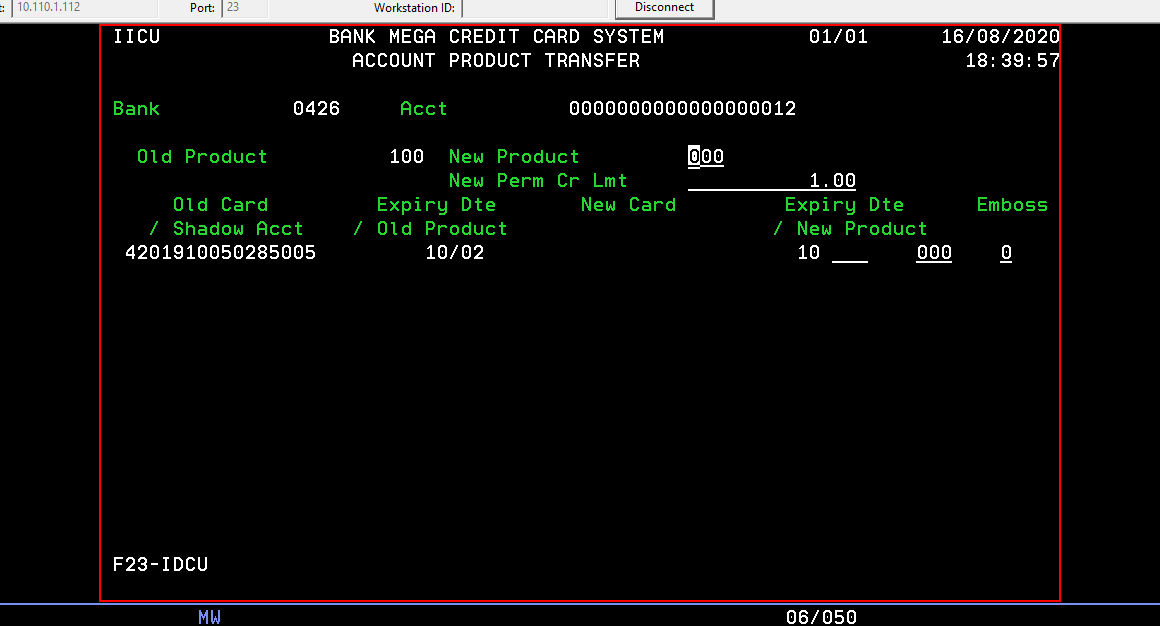 t: 10.110.1.112 Port: 23 Workstation ID: Disconnect
IICU BANK MEGA CREDIT CARD SYSTEM 01/01 16/08/2020
ACCOUNT PRODUCT TRANSFER 18:39:57
Bank 0426 Acct 0000000000000000012
Old Product 100 New Product 000
New Perm Cr Lmt 1.00
Old Card Expiry Dte New Card Expiry Dte Emboss
/ Shadow Acct / Old Product / New Product
4201910050285005 10/02 10 ___ 000 0
F23-IDCU
MW 06/050